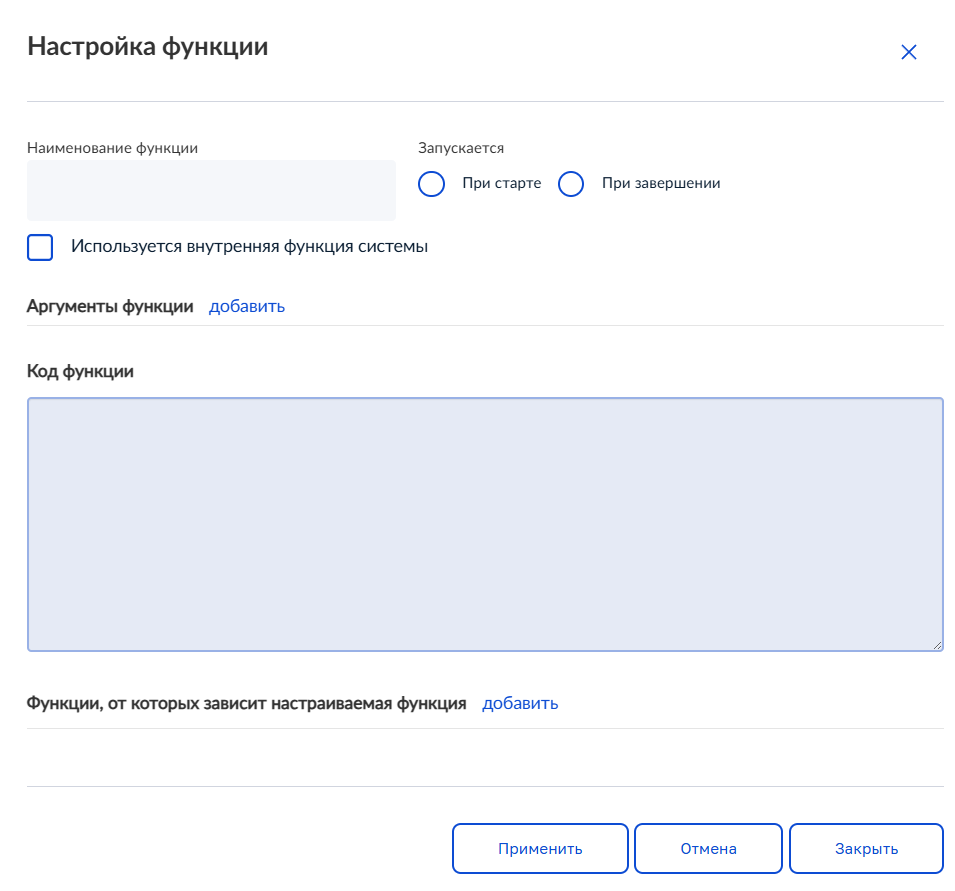 Настройка функции
Наименование функции
Запускается
При старте
При завершении
Используется внутренняя функция системы
Аргументы функции добавить
Код функции
Функции, от которых зависит настраиваемая функция добавить
Применить
Отмена
Закрыть